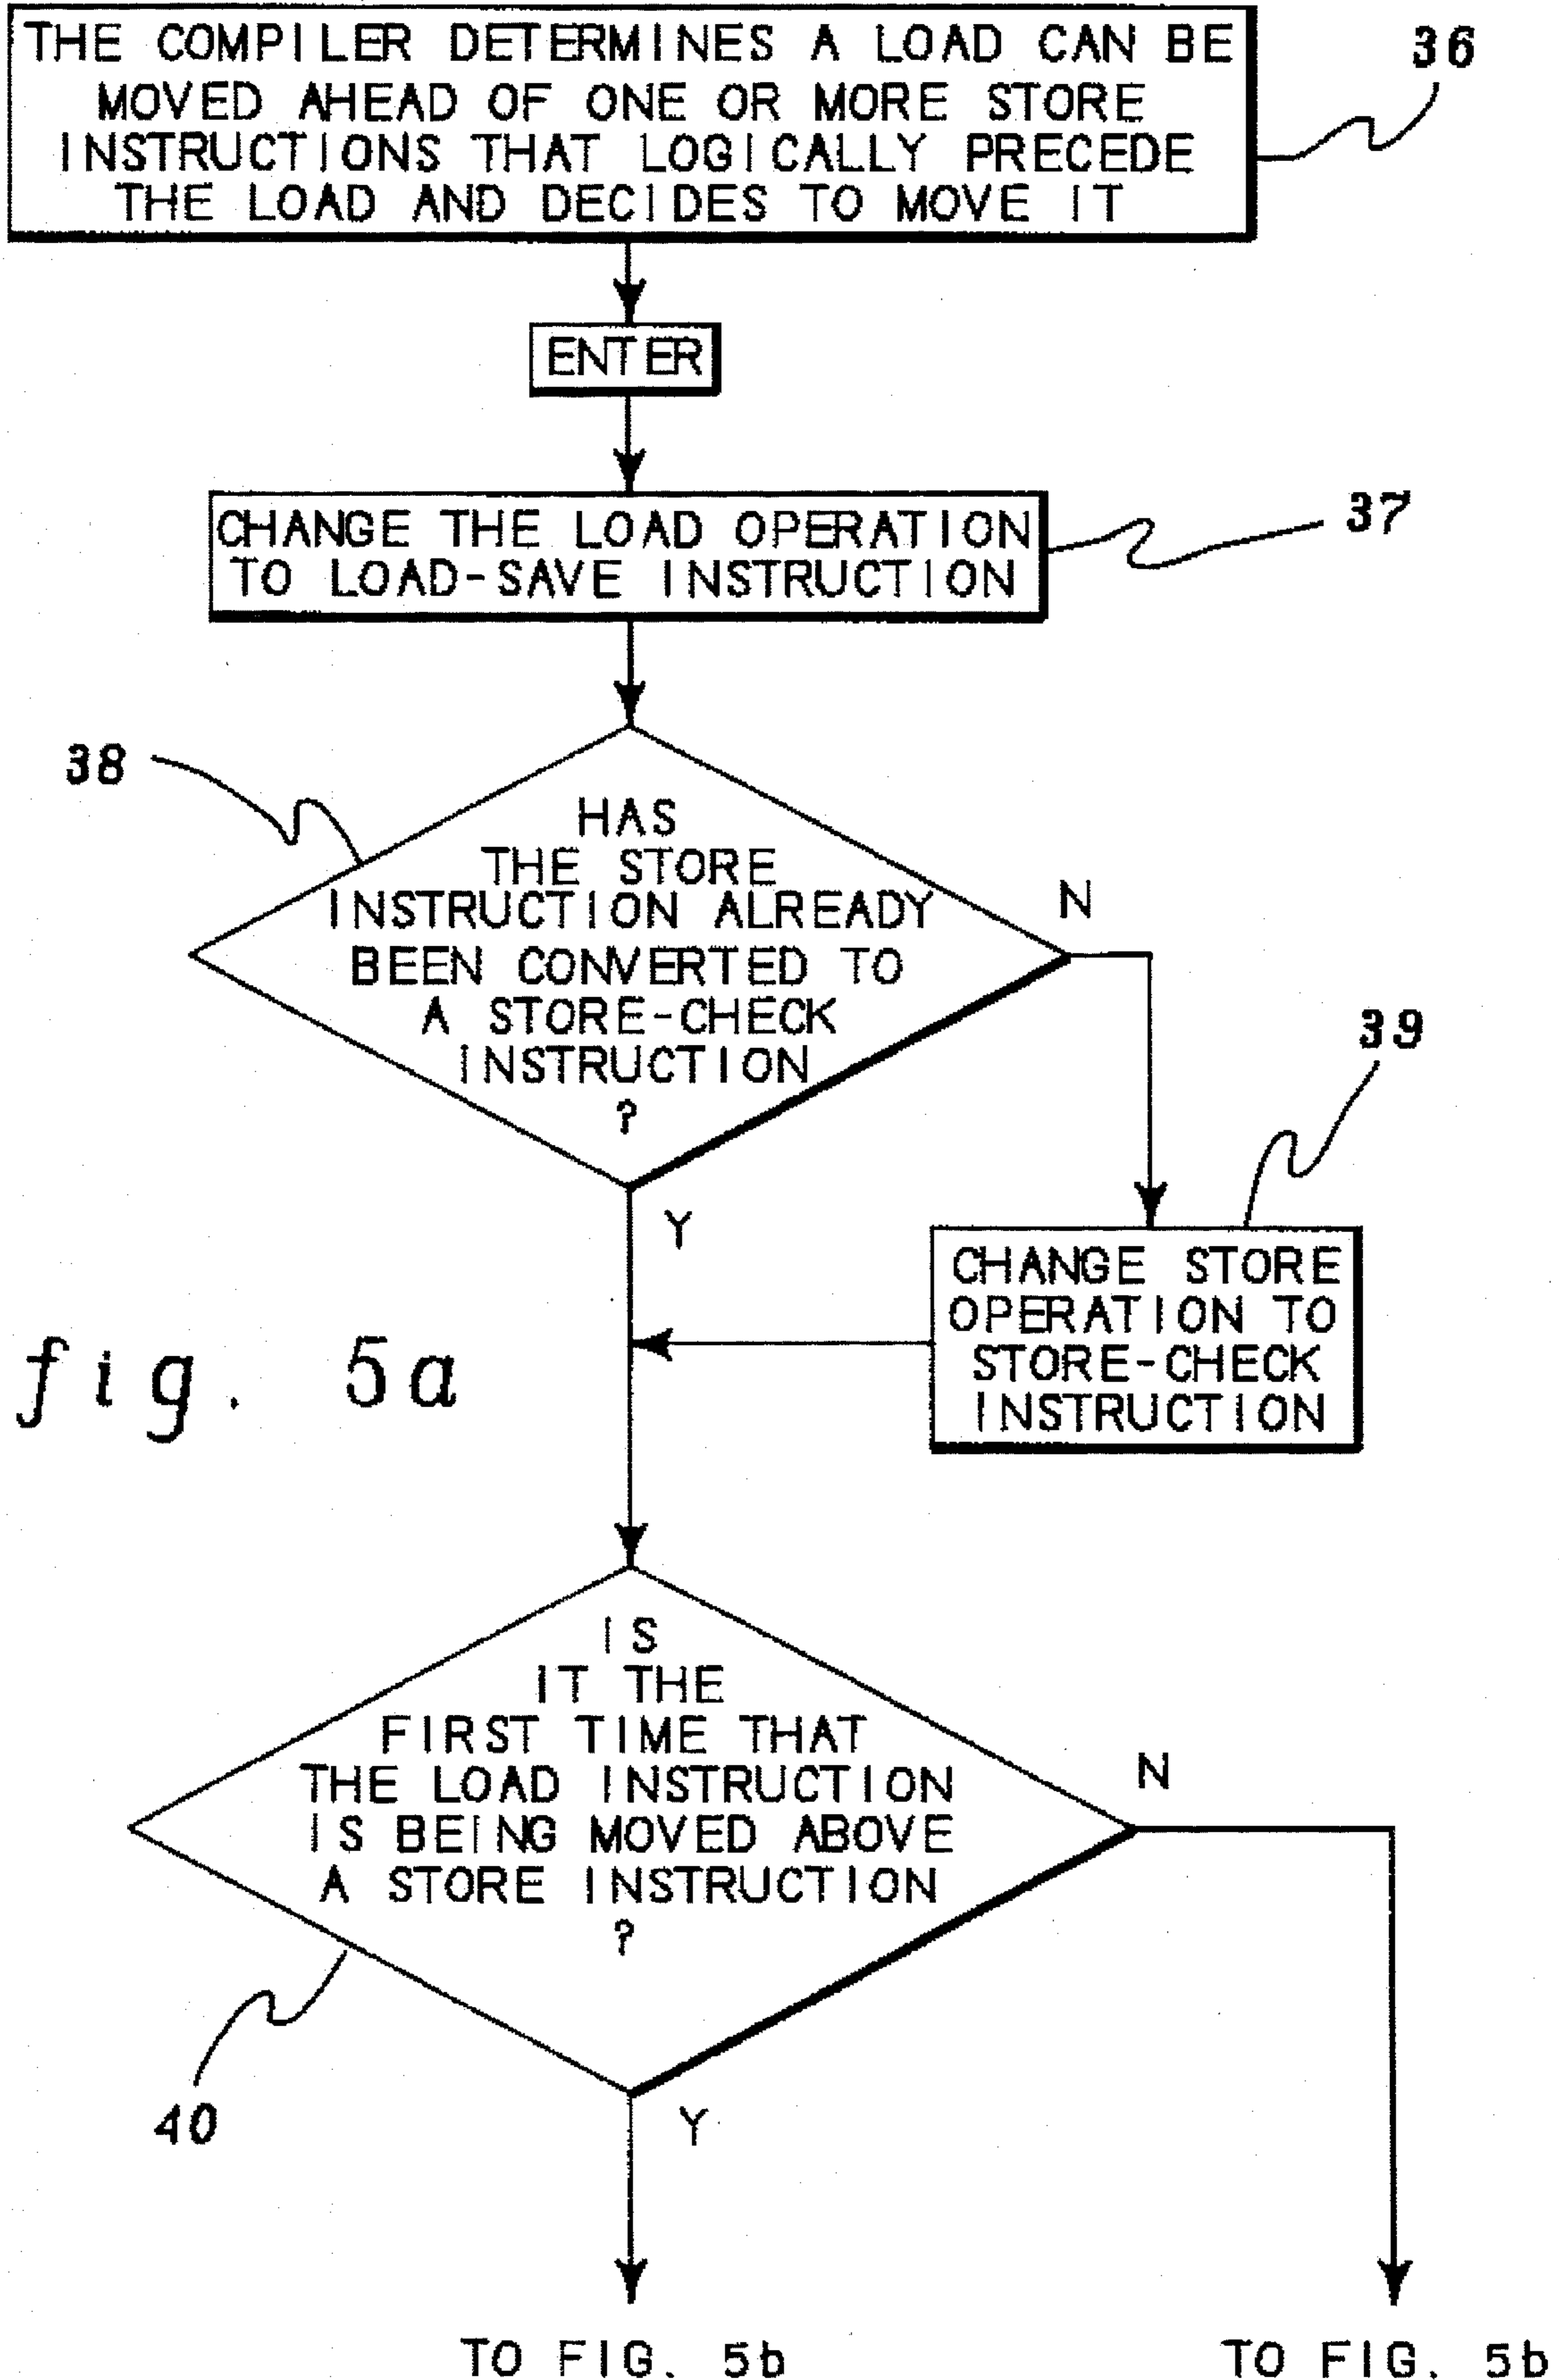 THE COMPILER DETERMINES A LOAD CAN BE
MOVED AHEAD OF ONE OR MORE STORE
INSTRUCTIONS THAT LOGICALLY PRECEDE
THE LOAD AND DECIDES TO MOVE IT
36
ENTER
CHANGE THE LOAD OPERATION
TO LOAD-SAVE INSTRUCTION
37
38
HAS
THE STORE
INSTRUCTION ALREADY
BEEN CONVERTED TO
A STORE-CHECK
INSTRUCTION
?
N
Y
39
CHANGE STORE
OPERATION TO
STORE-CHECK
INSTRUCTION
fig. 5a
IS
IT THE
FIRST TIME THAT
THE LOAD INSTRUCTION
IS BEING MOVED ABOVE
A STORE INSTRUCTION
?
N
40
Y
TO FIG. 5b
TO FIG. 5b